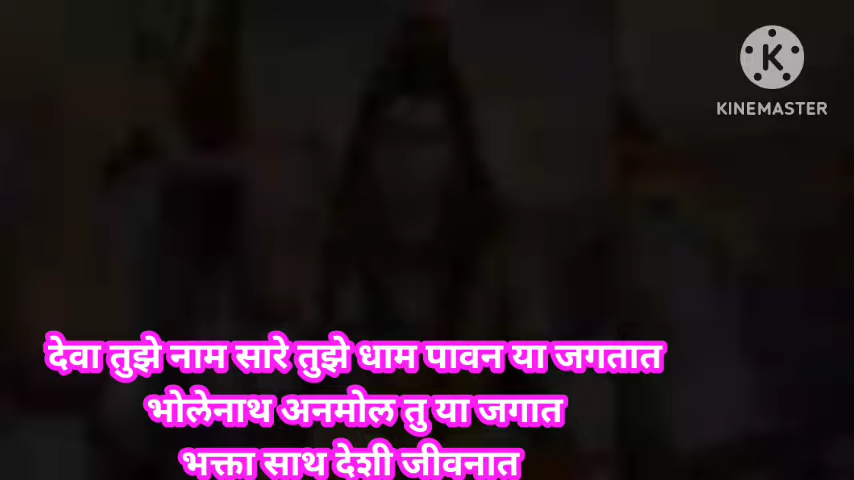 K
KINEMASTER
देवा तुझे नाम सारे तुझे धाम पावन या जगतात
भोलेनाथ अनमोल तु या जगात
भक्ता साथ देशी जीवनात